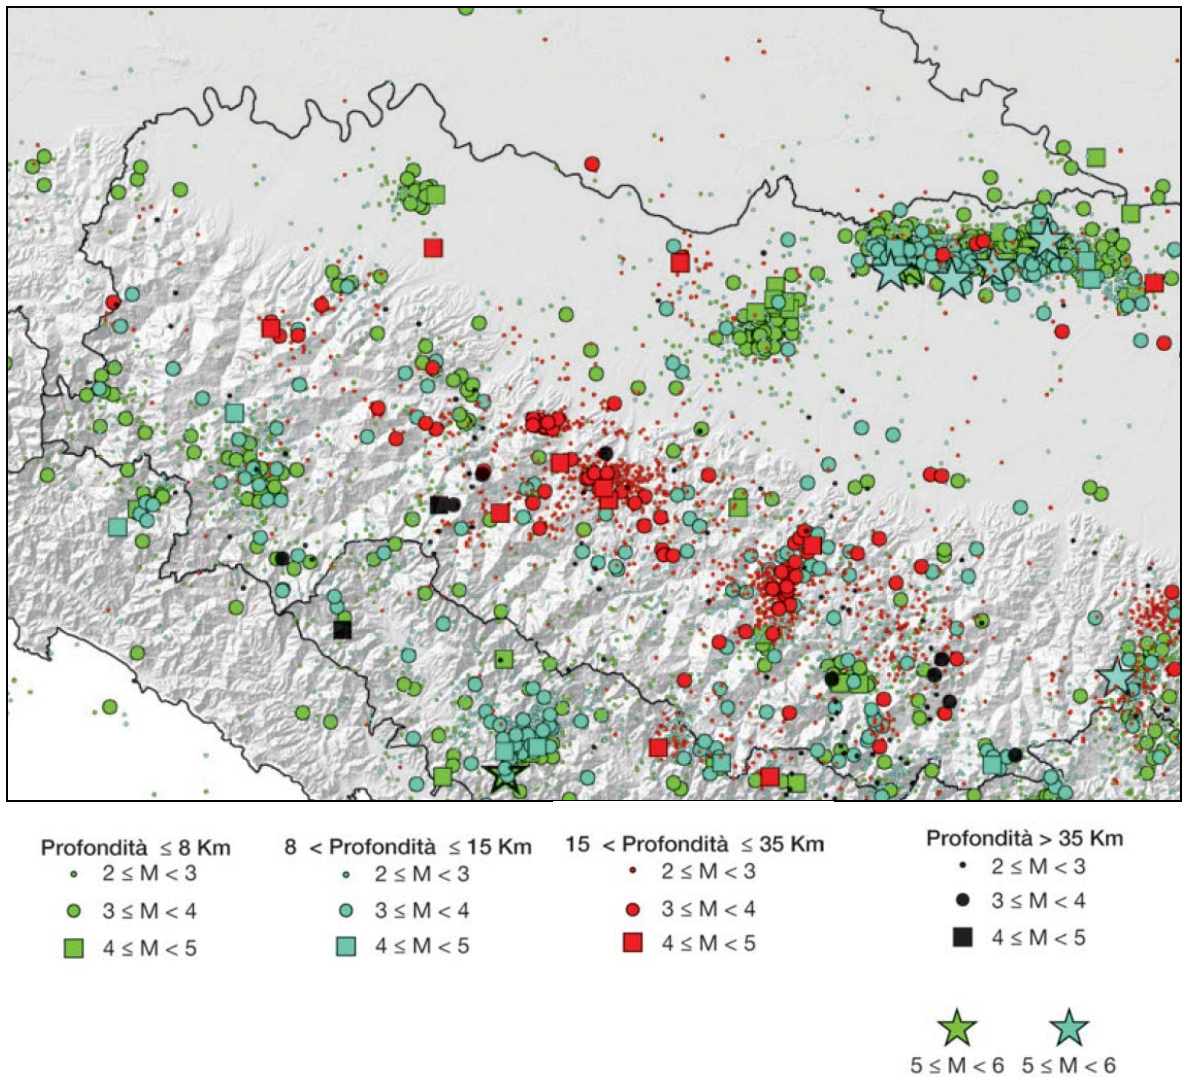 Profondità ≤ 8 Km
2 ≤ M < 3
3 ≤ M < 4
4 ≤ M < 5
8 < Profondità ≤ 15 Km
2 ≤ M < 3
3 ≤ M < 4
4 ≤ M < 5
15 < Profondità ≤ 35 Km
2 ≤ M < 3
3 ≤ M < 4
4 ≤ M < 5
Profondità > 35 Km
2 ≤ M < 3
3 ≤ M < 4
4 ≤ M < 5
5 ≤ M < 6 5 ≤ M < 6